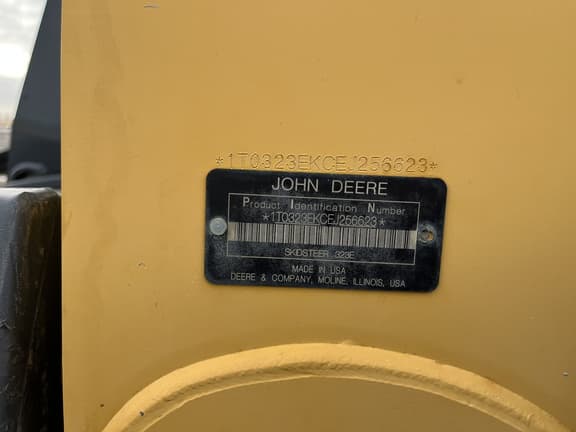 *1T0323EKCEJ256623*
JOHN DEERE
Product Identification Number
*1T0323EKCEJ256623*
SKIDSTEER 323E
MADE IN USA
DEERE & COMPANY, MOLINE, ILLINOIS, USA